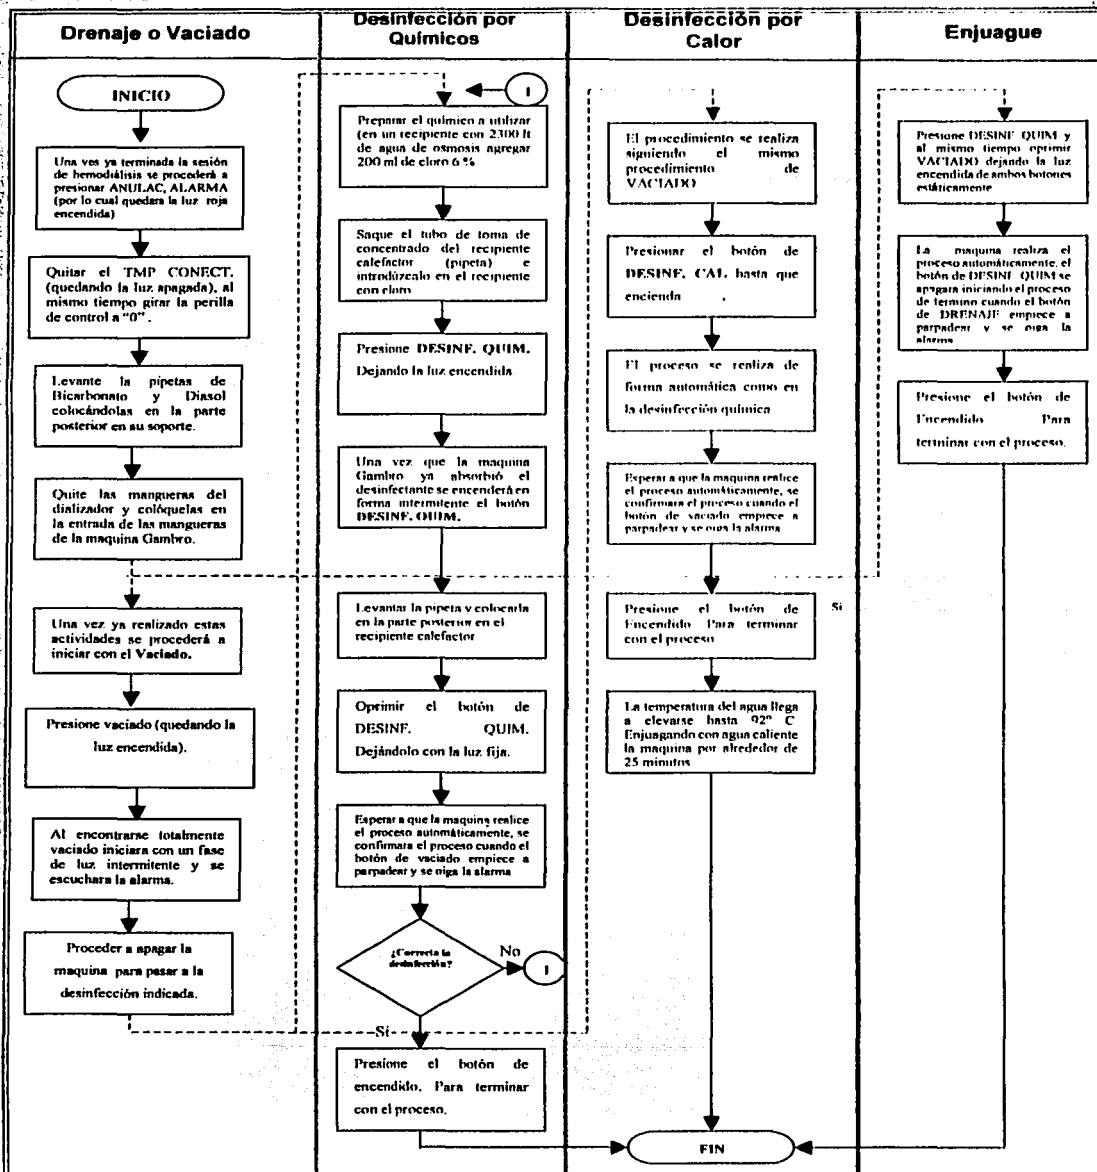 Drenaje o Vaciado
INICIO
Una ves ya terminada la sesión
de hemodiálisis se procederá a
presionar ANULAC, ALARMA
(por lo cual quedara la luz roja
encendida)
Quitar el TMP CONECT.
(quedando la luz apagada), al
mismo tiempo girar la perilla
de control a "0" .
Levante la pipetas de
Bicarbonato y Diasol
colocándolas en la parte
posterior en su soporte.
Quite las mangueras del
dializador y colóquelas en
la entrada de las mangueras
de la maquina Gambro.
Una vez ya realizado estas
actividades se procederá a
iniciar con el Vaciado.
Presione vaciado (quedando la
luz encendida).
Al encontrarse totalmente
vaciado iniciara con un fase
de luz intermitente y se
escuchara la alarma.
Proceder a apagar la
maquina para pasar a la
desinfección indicada.
Desinfección por
Químicos
1
Preparar el químico a utilizar
(en un recipiente con 2300 lt
de agua de osmosis agregar
200 ml de cloro 6 %
Saque el tubo de toma de
concentrado del recipiente
calefactor (pipeta) e
introdúzcalo en el recipiente
con cloro
Presione DESINF. QUIM.
Dejando la luz encendida
Una vez que la maquina
Gambro ya absorbió el
desinfectante se encenderá en
forma intermitente el botón
DESINF. QUIM.
Levantar la pipeta y colocarla
en la parte posterior en el
recipiente calefactor
Oprimir el botón de
DESINF. QUIM.
Dejándolo con la luz fija.
Esperar a que la maquina realice
el proceso automáticamente, se
confirmara el proceso cuando el
botón de vaciado empiece a
parpadear y se oiga la alarma
¿Correcta la
desinfección?
No
1
Si
Presione el botón de
encendido. Para terminar
con el proceso.
Desinfección por
Calor
El procedimiento se realiza
siguiendo el mismo
procedimiento de
VACIADO
Presionar el botón de
DESINF. CAL. hasta que
encienda .
El proceso se realiza de
forma automática como en
la desinfección química
Esperar a que la maquina realice
el proceso automáticamente, se
confirmara el proceso cuando el
botón de vaciado empiece a
parpadear y se oiga la alarma
Presione el botón de
Encendido Para terminar
con el proceso
Si
La temperatura del agua llega
a elevarse hasta 92° C
Enjuagando con agua caliente
la maquina por alrededor de
25 minutos
FIN
Enjuague
Presione DESINF QUIM y
al mismo tiempo oprimir
VACIADO dejando la luz
encendida de ambos botones
estáticamente
La maquina realiza el
proceso automáticamente, el
botón de DESINF QUIM se
apagara iniciando el proceso
de termino cuando el botón
de DRENAJE empiece a
parpadear y se oiga la
alarma
Presione el botón de
Encendido Para
terminar con el proceso.